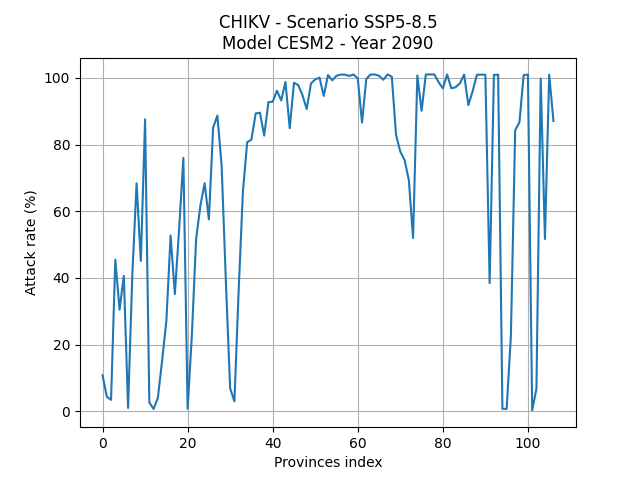 CHIKV - Scenario SSP5-8.5
Model CESM2 - Year 2090
Attack rate (%)
100
80
60
40
20
0
0 20 40 60 80 100
Provinces index